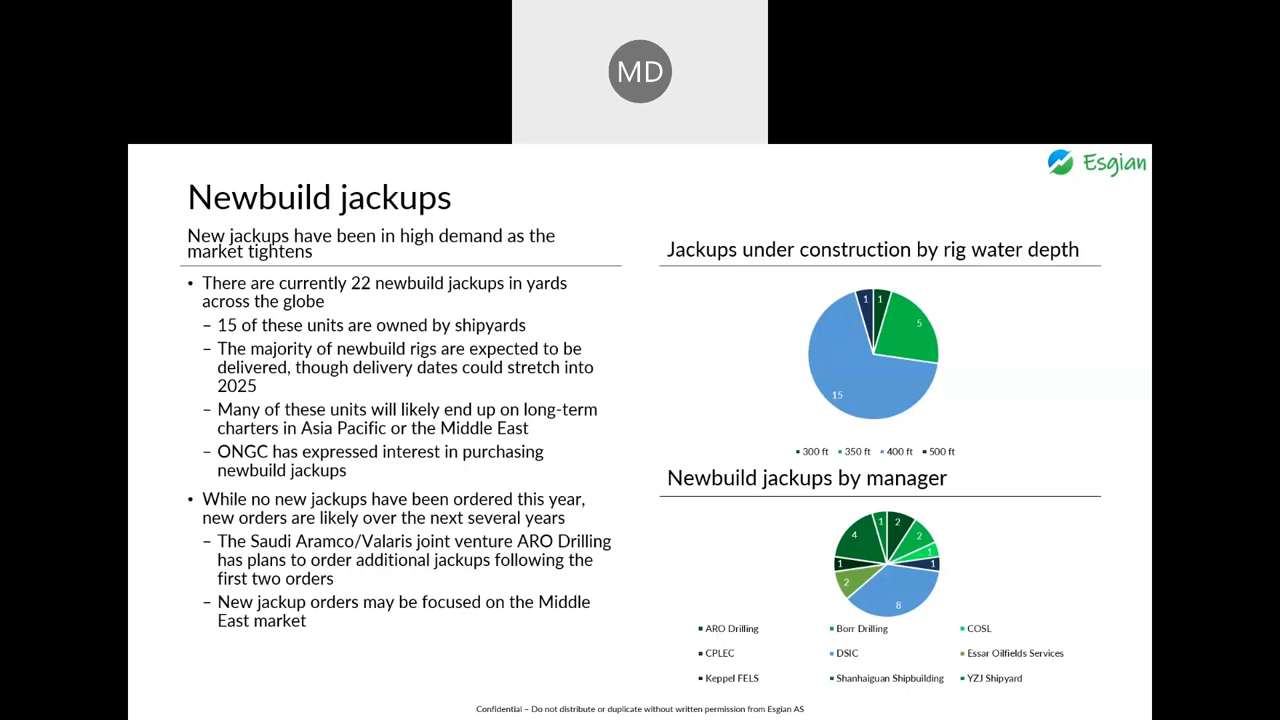 MD
Esgian
Newbuild jackups
New jackups have been in high demand as the
market tightens
• There are currently 22 newbuild jackups in yards
across the globe
– 15 of these units are owned by shipyards
– The majority of newbuild rigs are expected to be
delivered, though delivery dates could stretch into
2025
– Many of these units will likely end up on long-term
charters in Asia Pacific or the Middle East
– ONGC has expressed interest in purchasing
newbuild jackups
• While no new jackups have been ordered this year,
new orders are likely over the next several years
– The Saudi Aramco/Valaris joint venture ARO Drilling
has plans to order additional jackups following the
first two orders
– New jackup orders may be focused on the Middle
East market
Jackups under construction by rig water depth
1 1
5
15
300 ft 350 ft 400 ft 500 ft
Newbuild jackups by manager
1 2
4 2
1
1 1
2
8
ARO Drilling Borr Drilling COSL
CPLEC DSIC Essar Oilfields Services
Keppel FELS Shanhaiguan Shipbuilding YZJ Shipyard
Confidential – Do not distribute or duplicate without written permission from Esgian AS